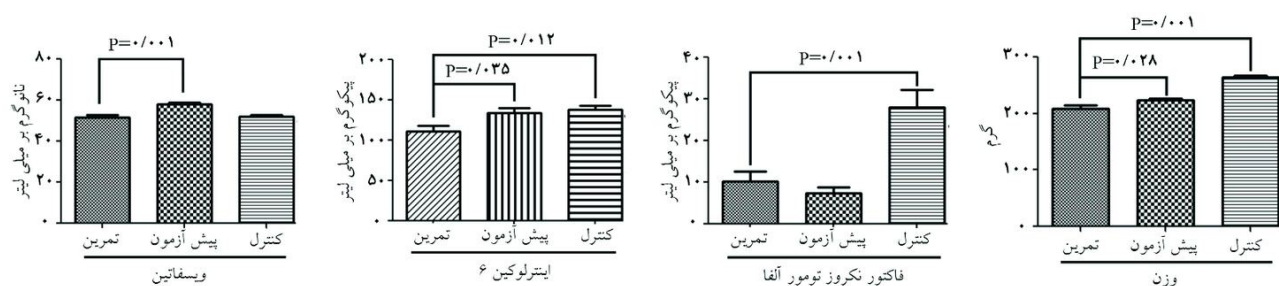 P=۰/۰۰۱
۸۰
۶۰
۴۰
۲۰
۰
نانوگرم بر میلی لیتر
تمرین پیش آزمون کنترل
ویسفاتین
P=۰/۰۱۲
P=۰/۰۳۵
۲۰۰
۱۵۰
۱۰۰
۵۰
۰
پیکوگرم بر میلی لیتر
تمرین پیش آزمون کنترل
اینترلوکین ۶
P=۰/۰۰۱
۴۰
۳۰
۲۰
۱۰
۰
پیکوگرم بر میلی لیتر
تمرین پیش آزمون کنترل
فاکتور نکروز تومور آلفا
P=۰/۰۰۱
P=۰/۰۲۸
۳۰۰
۲۰۰
۱۰۰
۰
گرم
تمرین پیش آزمون کنترل
وزن